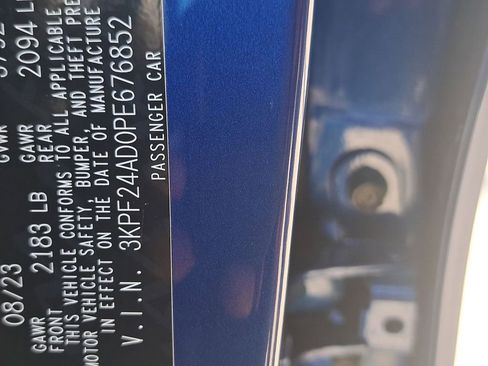 08/23 GVWR
GAWR GAWR
FRONT 2183 LB REAR 2094
THIS VEHICLE CONFORMS TO ALL APPLICABLE
MOTOR VEHICLE SAFETY, BUMPER, AND THEFT PRE
IN EFFECT ON THE DATE OF MANUFACTURE
V.I.N. 3KPF24AD0PE676852
PASSENGER CAR